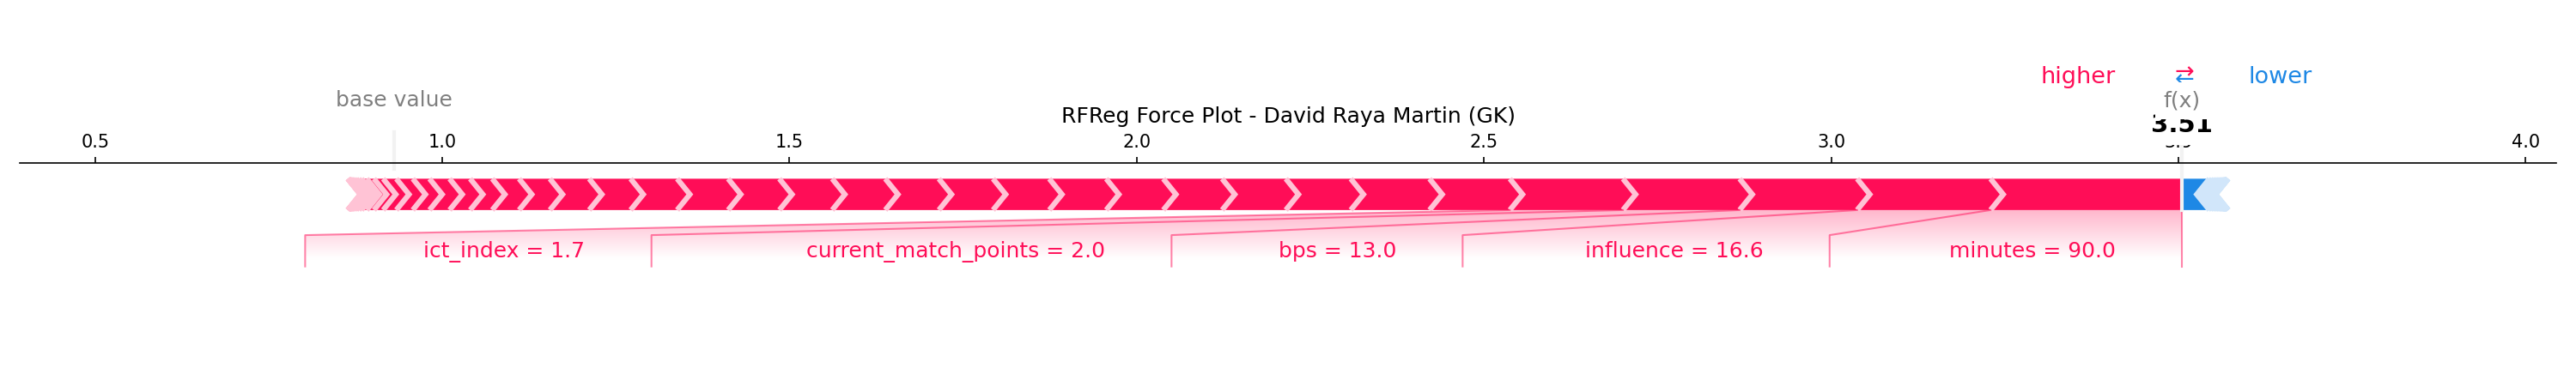 higher ⇄ lower
base value
f(x)
RFReg Force Plot - David Raya Martin (GK)
3.51
0.5 1.0 1.5 2.0 2.5 3.0 4.0
ict_index = 1.7 current_match_points = 2.0 bps = 13.0 influence = 16.6 minutes = 90.0